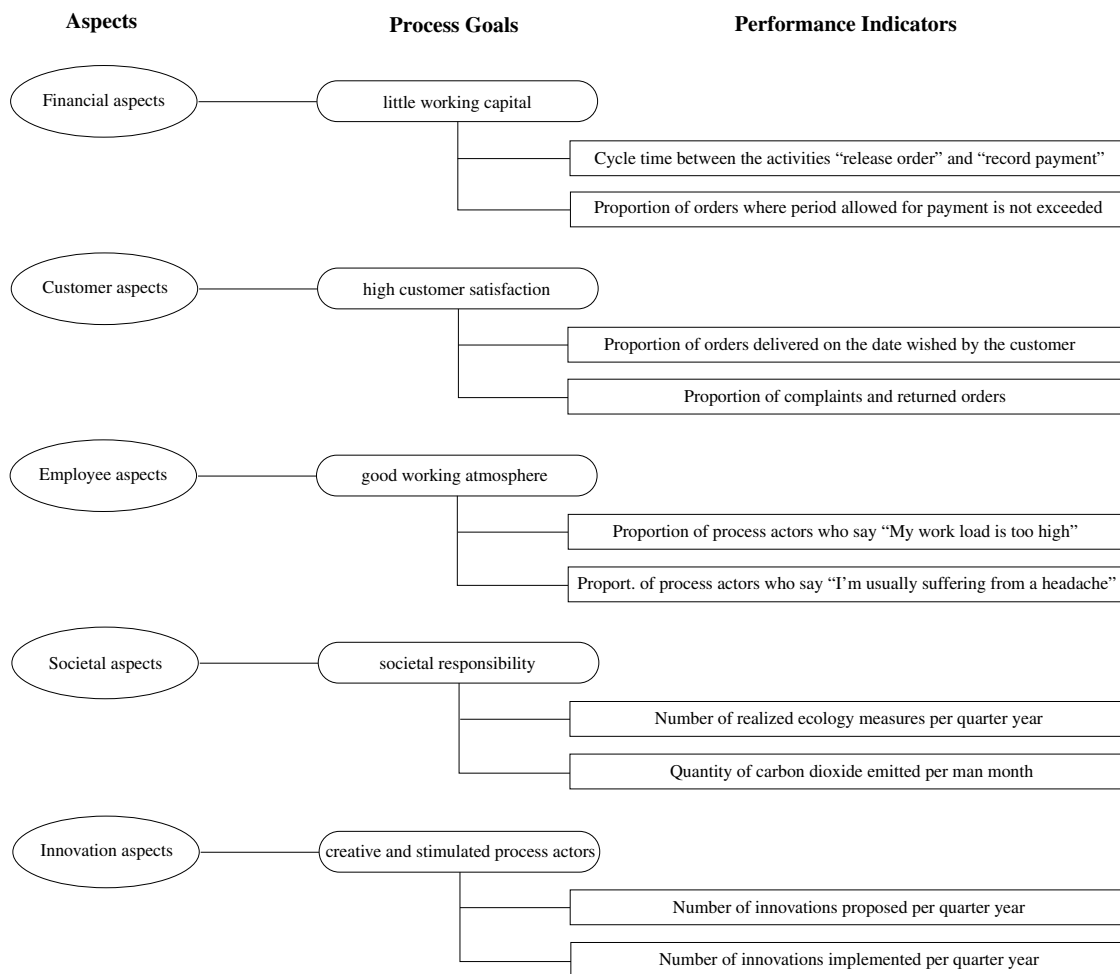 Aspects
Process Goals
Performance Indicators
Financial aspects
little working capital
Cycle time between the activities “release order” and “record payment”
Proportion of orders where period allowed for payment is not exceeded
Customer aspects
high customer satisfaction
Proportion of orders delivered on the date wished by the customer
Proportion of complaints and returned orders
Employee aspects
good working atmosphere
Proportion of process actors who say “My work load is too high”
Proport. of process actors who say “I’m usually suffering from a headache”
Societal aspects
societal responsibility
Number of realized ecology measures per quarter year
Quantity of carbon dioxide emitted per man month
Innovation aspects
creative and stimulated process actors
Number of innovations proposed per quarter year
Number of innovations implemented per quarter year